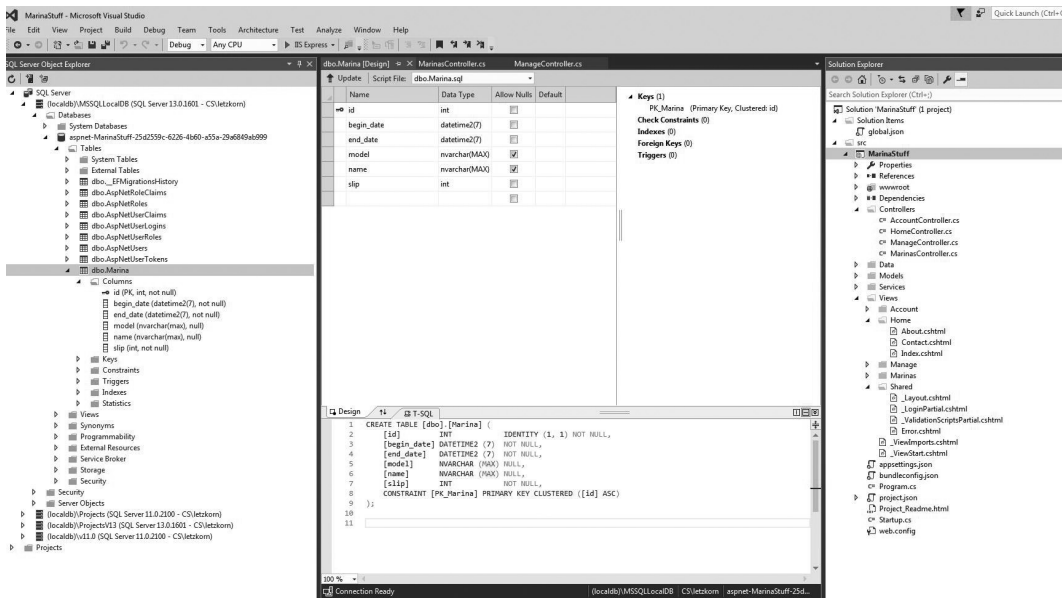 MarinaStuff - Microsoft Visual Studio
Quick Launch (Ctrl+Q
File Edit View Project Build Debug Team Tools Architecture Test Analyze Window Help
Debug Any CPU IIS Express
SQL Server Object Explorer
SQL Server
(localdb)\MSSQLLocalDB (SQL Server 13.0.1601 - CS\letzkorn)
Databases
System Databases
aspnet-MarinaStuff-25d2559c-6226-4b60-a55a-29a6849ab999
Tables
System Tables
External Tables
dbo.__EFMigrationsHistory
dbo.AspNetRoleClaims
dbo.AspNetRoles
dbo.AspNetUserClaims
dbo.AspNetUserLogins
dbo.AspNetUserRoles
dbo.AspNetUsers
dbo.AspNetUserTokens
dbo.Marina
Columns
id (PK, int, not null)
begin_date (datetime2(7), not null)
end_date (datetime2(7), not null)
model (nvarchar(max), null)
name (nvarchar(max), null)
slip (int, not null)
Keys
Constraints
Triggers
Indexes
Statistics
Views
Synonyms
Programmability
External Resources
Service Broker
Storage
Security
Security
Server Objects
(localdb)\Projects (SQL Server 11.0.2100 - CS\letzkorn)
(localdb)\ProjectsV13 (SQL Server 13.0.1601 - CS\letzkorn)
(localdb)\v11.0 (SQL Server 11.0.2100 - CS\letzkorn)
Projects
dbo.Marina [Design] MarinasController.cs ManageController.cs
Update Script File: dbo.Marina.sql
Name Data Type Allow Nulls Default
id int
begin_date datetime2(7)
end_date datetime2(7)
model nvarchar(MAX)
name nvarchar(MAX)
slip int
Keys (1)
PK_Marina (Primary Key, Clustered: id)
Check Constraints (0)
Indexes (0)
Foreign Keys (0)
Triggers (0)
Design T-SQL
1 CREATE TABLE [dbo].[Marina] (
2 [id] INT IDENTITY (1, 1) NOT NULL,
3 [begin_date] DATETIME2 (7) NOT NULL,
4 [end_date] DATETIME2 (7) NOT NULL,
5 [model] NVARCHAR (MAX) NULL,
6 [name] NVARCHAR (MAX) NULL,
7 [slip] INT NOT NULL,
8 CONSTRAINT [PK_Marina] PRIMARY KEY CLUSTERED ([id] ASC)
9 );
10
11
100 %
Connection Ready (localdb)\MSSQLLocalDB CS\letzkorn aspnet-MarinaStuff-25d...
Solution Explorer
Search Solution Explorer (Ctrl+;)
Solution 'MarinaStuff' (1 project)
Solution Items
global.json
src
MarinaStuff
Properties
References
wwwroot
Dependencies
Controllers
AccountController.cs
HomeController.cs
ManageController.cs
MarinasController.cs
Data
Models
Services
Views
Account
Home
About.cshtml
Contact.cshtml
Index.cshtml
Manage
Marinas
Shared
_Layout.cshtml
_LoginPartial.cshtml
_ValidationScriptsPartial.cshtml
Error.cshtml
_ViewImports.cshtml
_ViewStart.cshtml
appsettings.json
bundleconfig.json
Program.cs
project.json
Project_Readme.html
Startup.cs
web.config